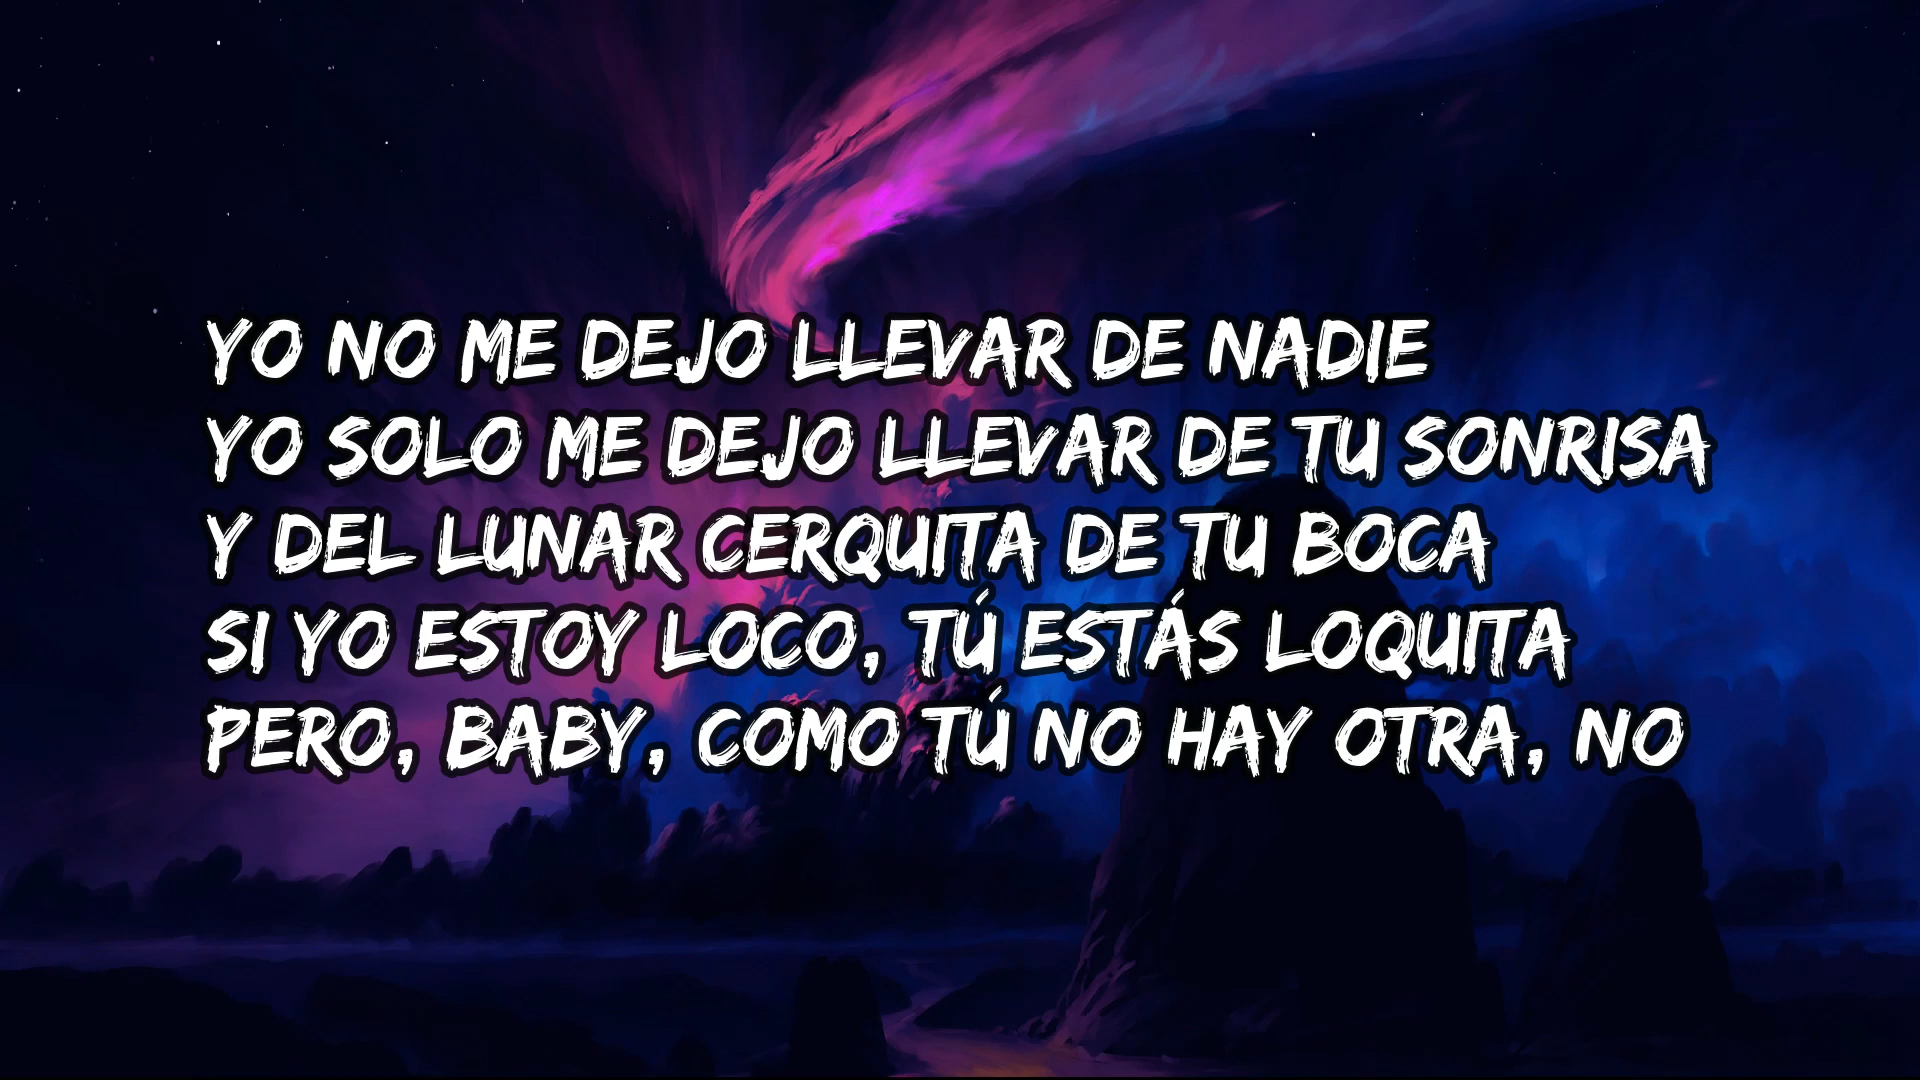 YO NO ME DEJO LLEVAR DE NADIE
YO SOLO ME DEJO LLEVAR DE TU SONRISA
Y DEL LUNAR CERQUITA DE TU BOCA
SI YO ESTOY LOCO, TÚ ESTÁS LOQUITA
PERO, BABY, COMO TÚ NO HAY OTRA, NO